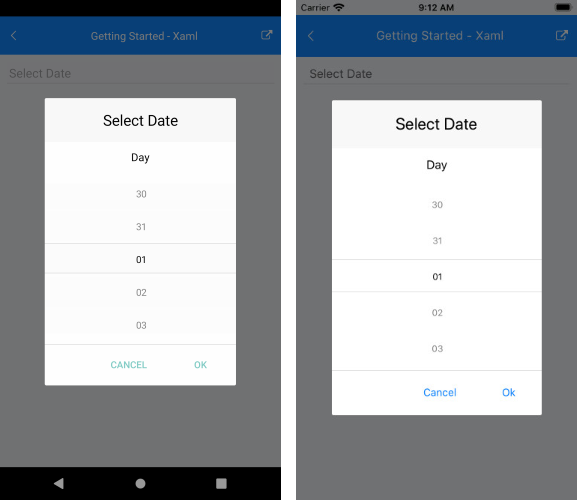 Getting Started - Xaml
Select Date
Select Date
Day
30
31
01
02
03
CANCEL OK
Carrier 9:12 AM
Getting Started - Xaml
Select Date
Select Date
Day
30
31
01
02
03
Cancel Ok